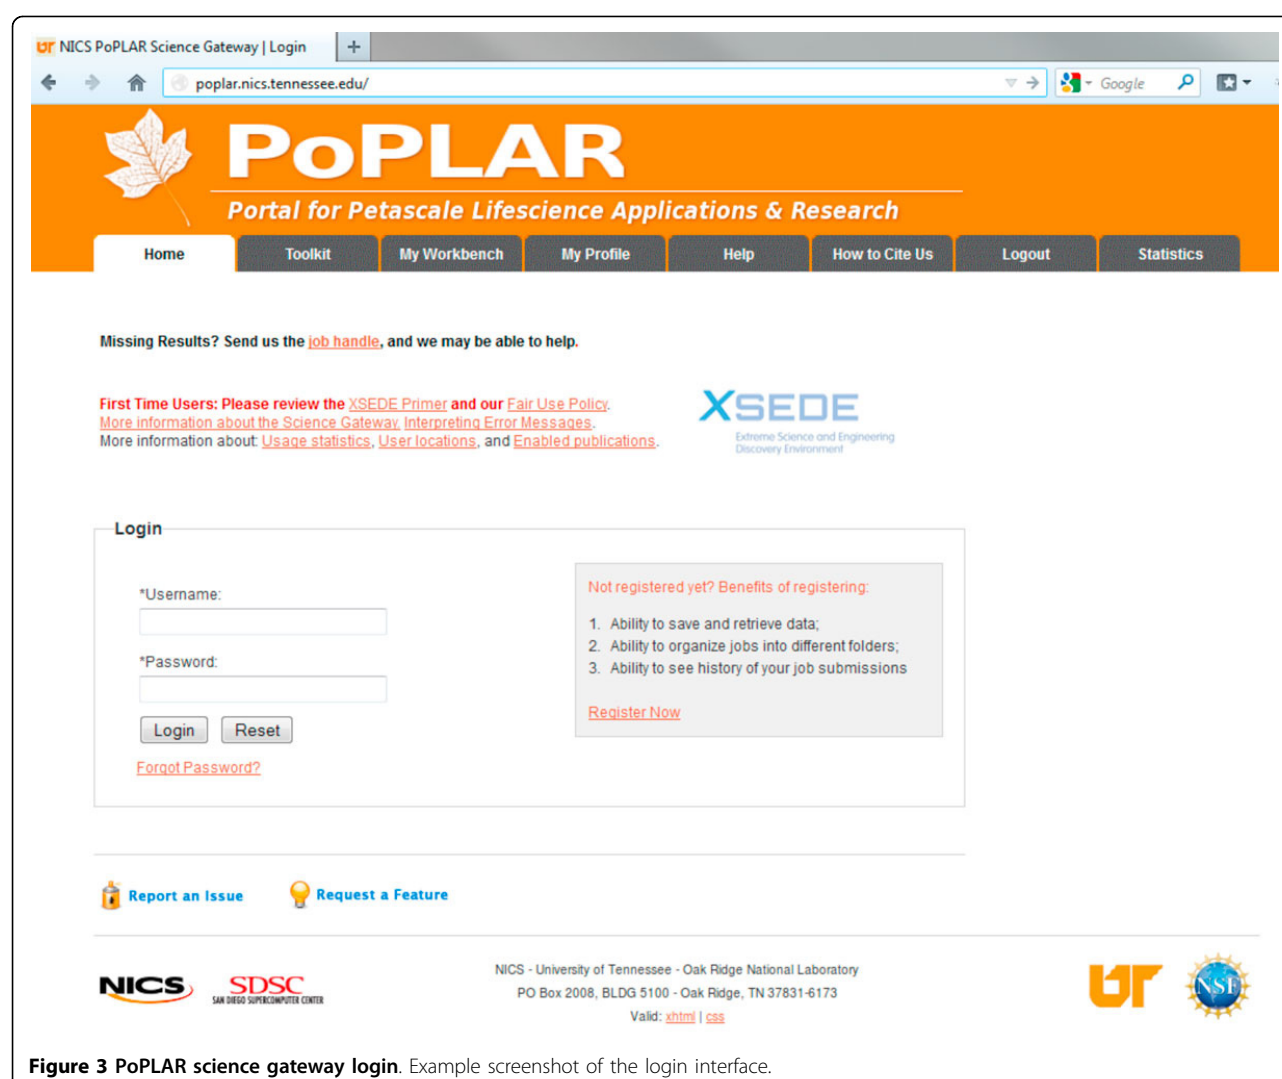 UT NICS PoPLAR Science Gateway | Login +
poplar.nics.tennessee.edu/ Google
PoPLAR
Portal for Petascale Lifescience Applications & Research
Home Toolkit My Workbench My Profile Help How to Cite Us Logout Statistics
Missing Results? Send us the job handle, and we may be able to help.
First Time Users: Please review the XSEDE Primer and our Fair Use Policy.
More information about the Science Gateway, Interpreting Error Messages.
More information about: Usage statistics, User locations, and Enabled publications.
XSEDE
Extreme Science and Engineering
Discovery Environment
Login
*Username:
*Password:
Login Reset
Forgot Password?
Not registered yet? Benefits of registering:
1. Ability to save and retrieve data;
2. Ability to organize jobs into different folders;
3. Ability to see history of your job submissions
Register Now
Report an Issue Request a Feature
NICS SDSC
SAN DIEGO SUPERCOMPUTER CENTER
NICS - University of Tennessee - Oak Ridge National Laboratory
PO Box 2008, BLDG 5100 - Oak Ridge, TN 37831-6173
Valid: xhtml | css
UT NSF
Figure 3 PoPLAR science gateway login. Example screenshot of the login interface.